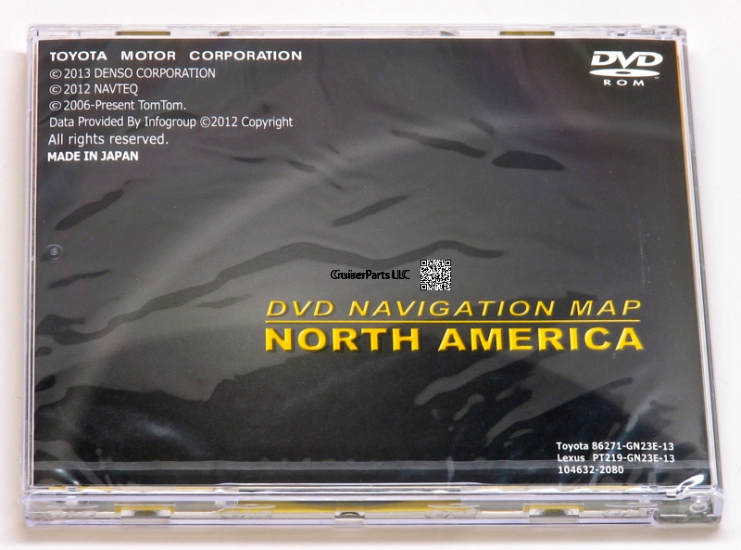 TOYOTA MOTOR CORPORATION
© 2013 DENSO CORPORATION
© 2012 NAVTEQ
© 2006-Present TomTom.
Data Provided By Infogroup ©2012 Copyright
All rights reserved.
MADE IN JAPAN
DVD
ROM
CruiserParts LLC
DVD NAVIGATION MAP
NORTH AMERICA
Toyota 86271-GN23E-13
Lexus PT219-GN23E-13
104632-2080